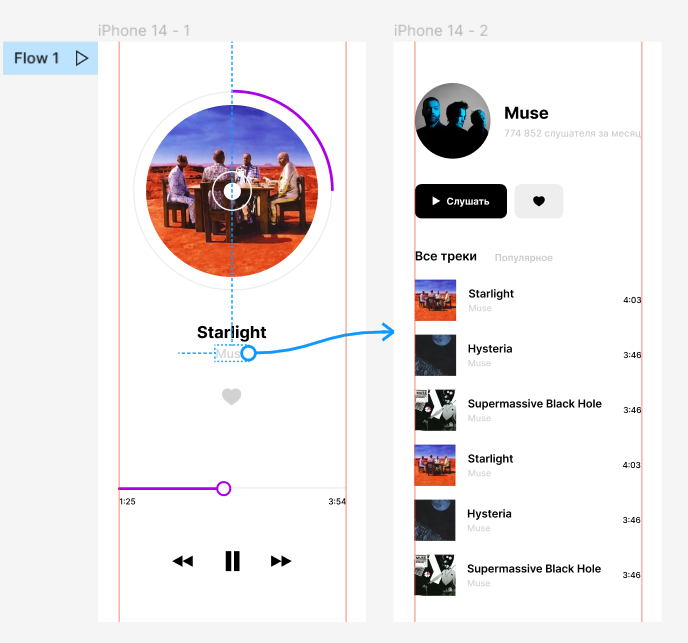 iPhone 14 - 1
Flow 1
Starlight
Muse
1:25
3:54
iPhone 14 - 2
Muse
774 852 слушателя за месяц
Слушать
Все треки
Популярное
Starlight
Muse
4:03
Hysteria
Muse
3:46
Supermassive Black Hole
Muse
3:46
Starlight
Muse
4:03
Hysteria
Muse
3:46
Supermassive Black Hole
Muse
3:46